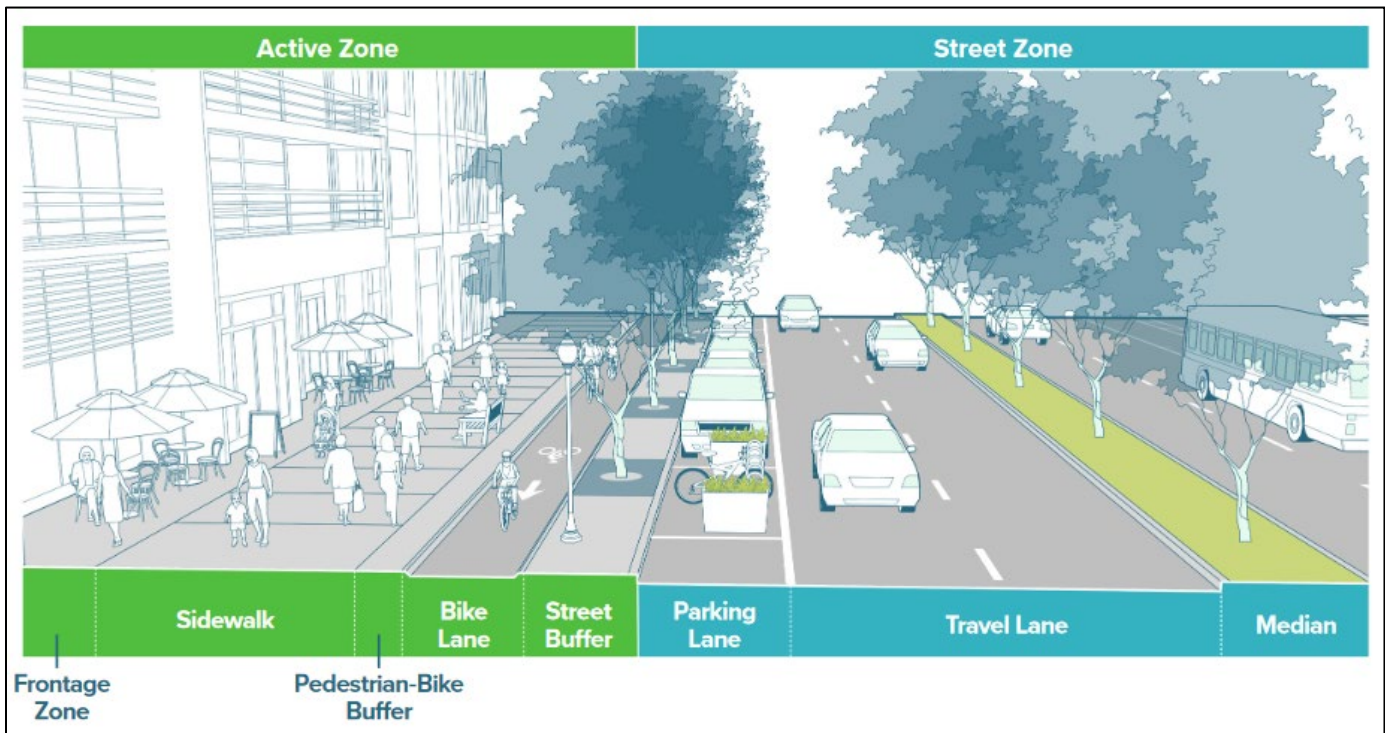 Active Zone
Street Zone
Sidewalk
Bike
Lane
Street
Buffer
Parking
Lane
Travel Lane
Median
Frontage
Zone
Pedestrian-Bike
Buffer